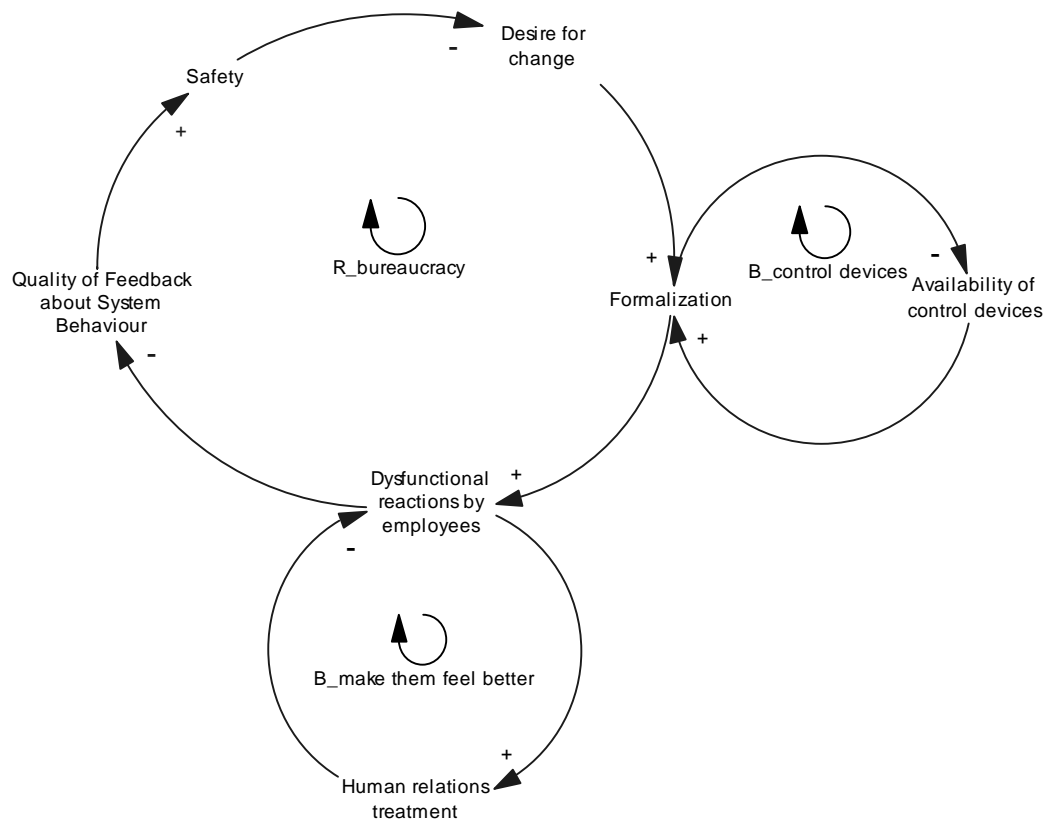 Desire for
change
-
Safety
+
R_bureaucracy
B_control devices
+
-
Formalization
Availability of
control devices
+
Quality of Feedback
about System
Behaviour
-
Dysfunctional
reactions by
employees
+
-
B_make them feel better
+
Human relations
treatment